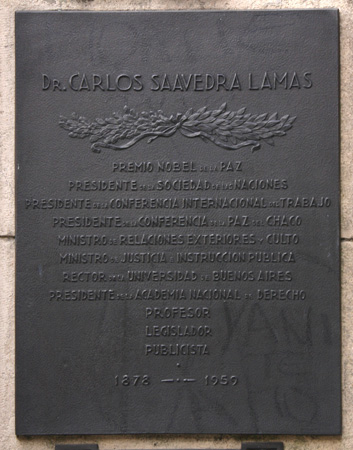 DR. CARLOS SAAVEDRA LAMAS
PREMIO NOBEL DE LA PAZ
PRESIDENTE DE LA SOCIEDAD DE LAS NACIONES
PRESIDENTE DE LA CONFERENCIA INTERNACIONAL DEL TRABAJO
PRESIDENTE DE LA CONFERENCIA DE LA PAZ DEL CHACO
MINISTRO DE RELACIONES EXTERIORES Y CULTO
MINISTRO DE JUSTICIA E INSTRUCCION PUBLICA
RECTOR DE LA UNIVERSIDAD DE BUENOS AIRES
PRESIDENTE DE LA ACADEMIA NACIONAL DE DERECHO
PROFESOR
LEGISLADOR
PUBLICISTA
1878 — · — 1959